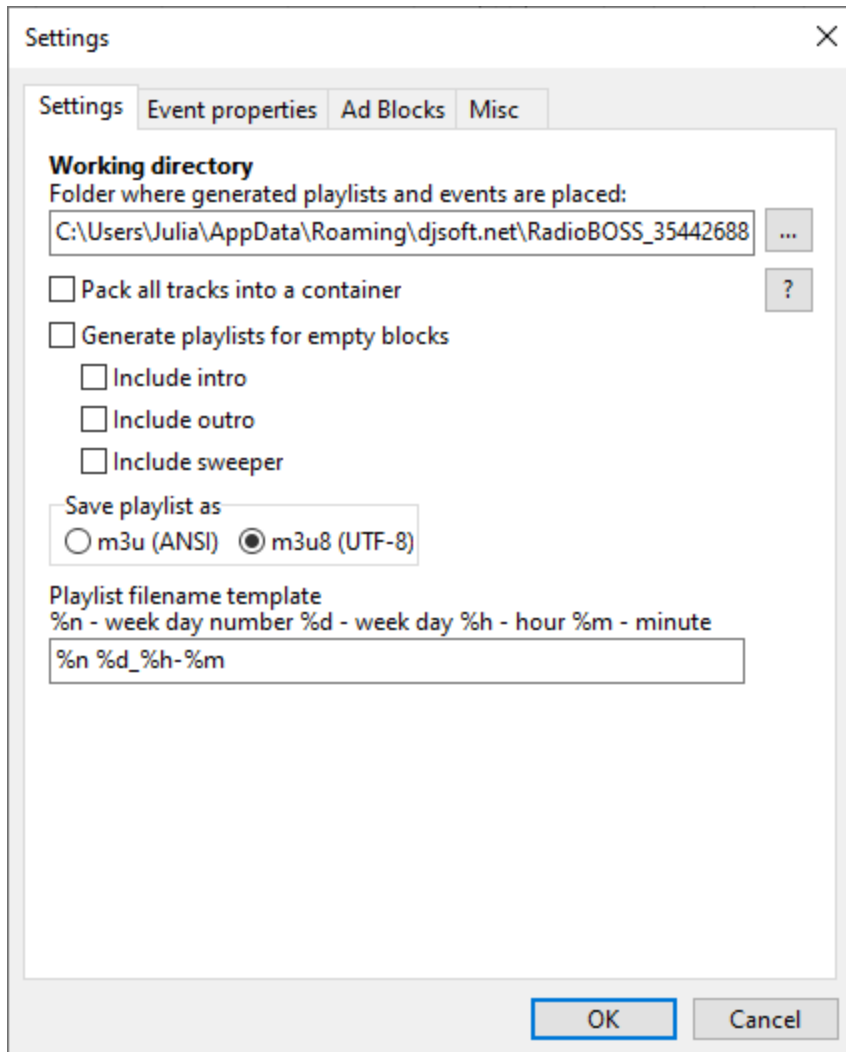 Settings
Settings Event properties Ad Blocks Misc
Working directory
Folder where generated playlists and events are placed:
C:\Users\Julia\AppData\Roaming\djsoft.net\RadioBOSS_35442688 ...
Pack all tracks into a container ?
Generate playlists for empty blocks
Include intro
Include outro
Include sweeper
Save playlist as
m3u (ANSI) m3u8 (UTF-8)
Playlist filename template
%n - week day number %d - week day %h - hour %m - minute
%n %d_%h-%m
OK Cancel